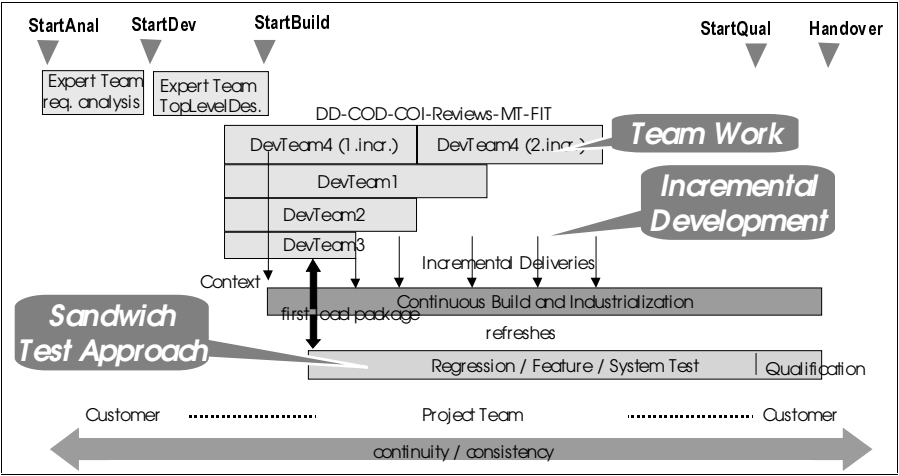 StartAnal
StartDev
StartBuild
StartQual
Handover
Expert Team
req. analysis
Expert Team
TopLevelDes.
DD-COD-COI-Reviews-MT-FIT
DevTeam4 (1.incr.)
DevTeam4 (2.incr.)
Team Work
DevTeam1
Incremental
Development
DevTeam2
DevTeam3
Incremental Deliveries
Context
Continuous Build and Industrialization
first load package
Sandwich
Test Approach
refreshes
Regression / Feature / System Test
Qualification
Customer
Project Team
Customer
continuity / consistency